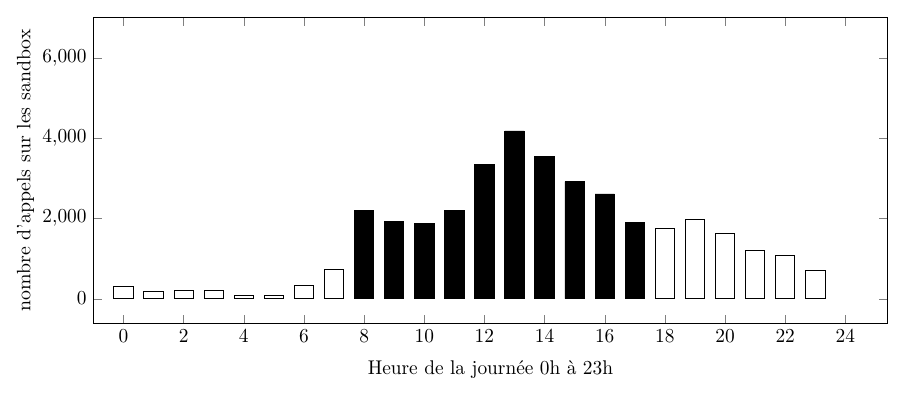 nombre d'appels sur les sandbox
6,000
4,000
2,000
0
0 2 4 6 8 10 12 14 16 18 20 22 24
Heure de la journée 0h à 23h